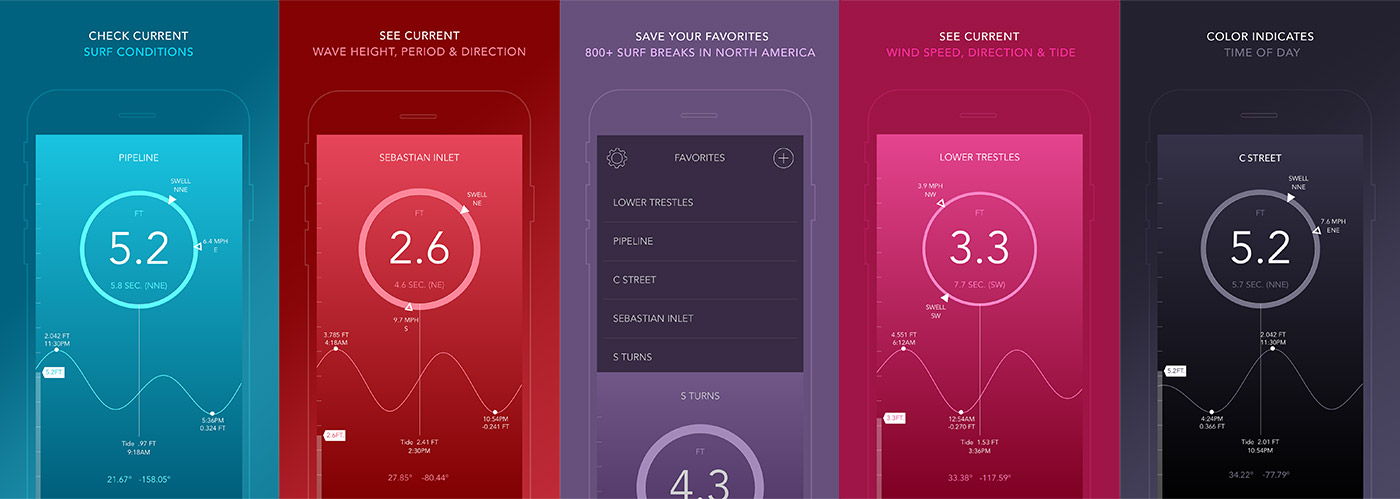 CHECK CURRENT
SURF CONDITIONS
PIPELINE
SWELL
NNE
FT
5.2
6.4 MPH
E
5.8 SEC. (NNE)
2.042 FT
11:30PM
5.2FT.
5:36PM
0.324 FT
Tide .97 FT
9:18AM
21.67° -158.05°
SEE CURRENT
WAVE HEIGHT, PERIOD & DIRECTION
SEBASTIAN INLET
SWELL
NE
FT
2.6
4.6 SEC. (NE)
9.7 MPH
S
3.785 FT
4:18AM
10:54PM
-0.241 FT
2.6FT.
Tide 2.41 FT
2:30PM
27.85° -80.44°
SAVE YOUR FAVORITES
800+ SURF BREAKS IN NORTH AMERICA
FAVORITES
LOWER TRESTLES
PIPELINE
C STREET
SEBASTIAN INLET
S TURNS
S TURNS
FT
4.3
SEE CURRENT
WIND SPEED, DIRECTION & TIDE
LOWER TRESTLES
3.9 MPH
NW
FT
3.3
7.7 SEC. (SW)
SWELL
SW
4.551 FT
6:12AM
12:54AM
-0.270 FT
3.3FT.
Tide 1.53 FT
3:36PM
33.38° -117.59°
COLOR INDICATES
TIME OF DAY
C STREET
SWELL
NNE
7.6 MPH
ENE
FT
5.2
5.7 SEC. (NNE)
2.042 FT
11:30PM
5.2FT.
4:24PM
0.366 FT
Tide 2.01 FT
10:54PM
34.22° -77.79°